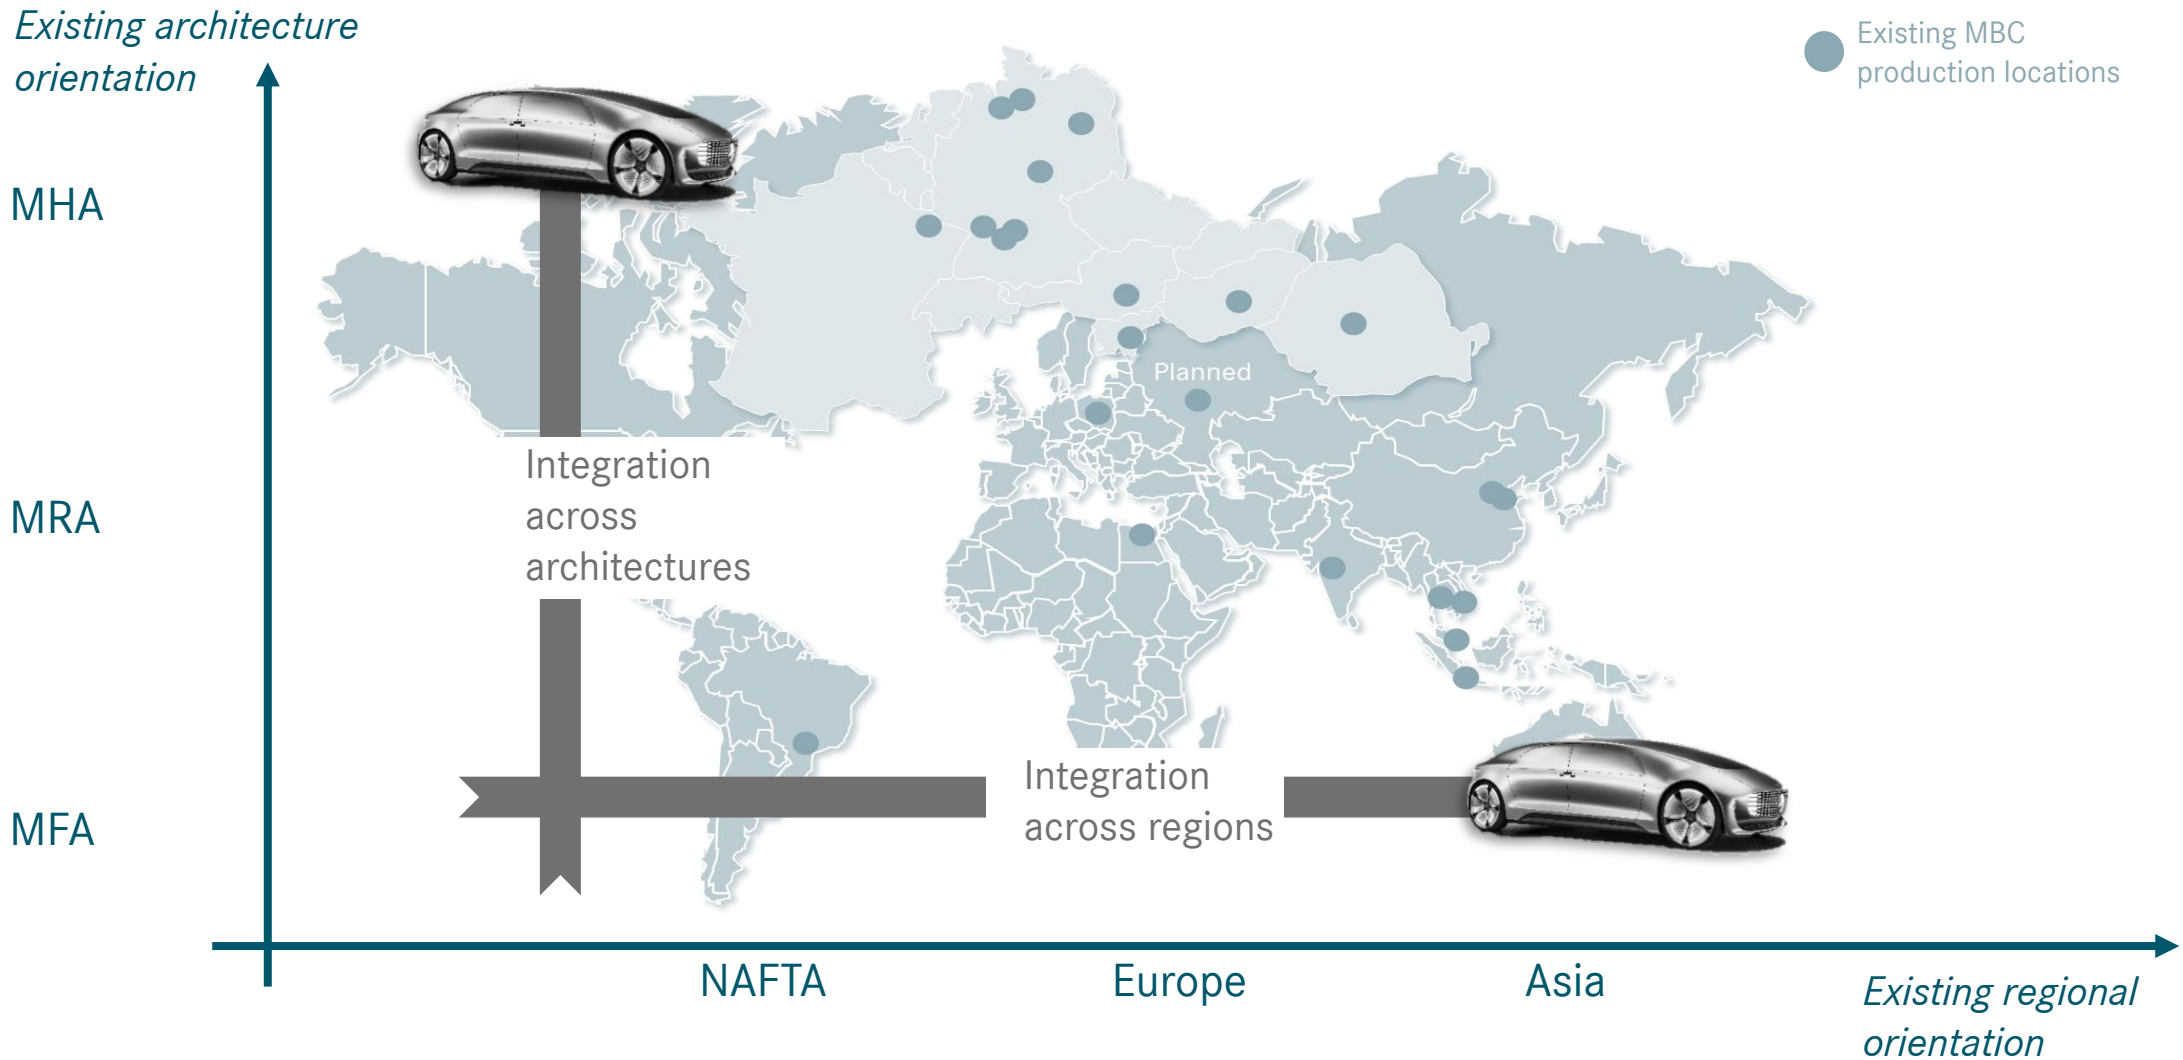 Existing architecture
orientation
Existing MBC
production locations
MHA
Planned
Integration
across
architectures
MRA
Integration
across regions
MFA
NAFTA
Europe
Asia
Existing regional
orientation